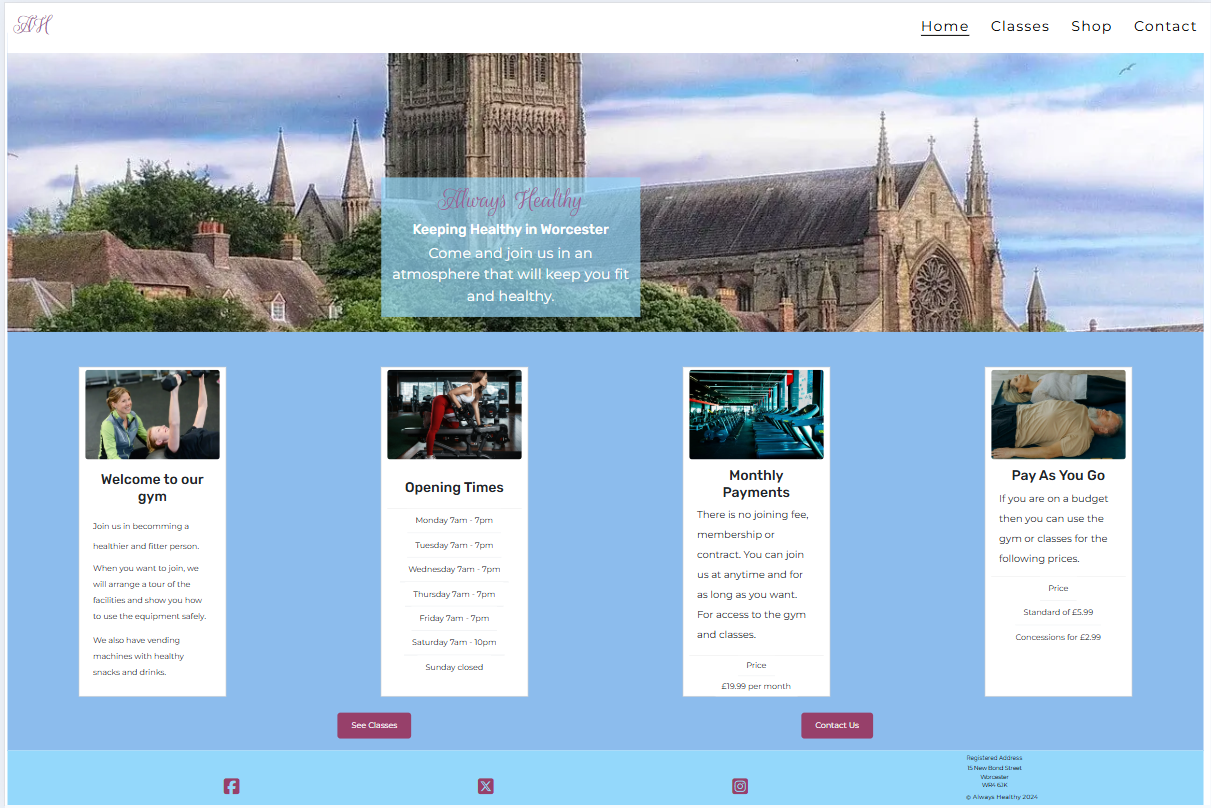 AH
Home Classes Shop Contact
Always Healthy
Keeping Healthy in Worcester
Come and join us in an
atmosphere that will keep you fit
and healthy.
Welcome to our
gym
Join us in becomming a
healthier and fitter person.
When you want to join, we
will arrange a tour of the
facilities and show you how
to use the equipment safely.
We also have vending
machines with healthy
snacks and drinks.
Opening Times
Monday 7am - 7pm
Tuesday 7am - 7pm
Wednesday 7am - 7pm
Thursday 7am - 7pm
Friday 7am - 7pm
Saturday 7am - 10pm
Sunday closed
Monthly
Payments
There is no joining fee,
membership or
contract. You can join
us at anytime and for
as long as you want.
For access to the gym
and classes.
Price
£19.99 per month
Pay As You Go
If you are on a budget
then you can use the
gym or classes for the
following prices.
Price
Standard of £5.99
Concessions for £2.99
See Classes
Contact Us
Registered Address
15 New Bond Street
Worcester
WR4 6JK
© Always Healthy 2024